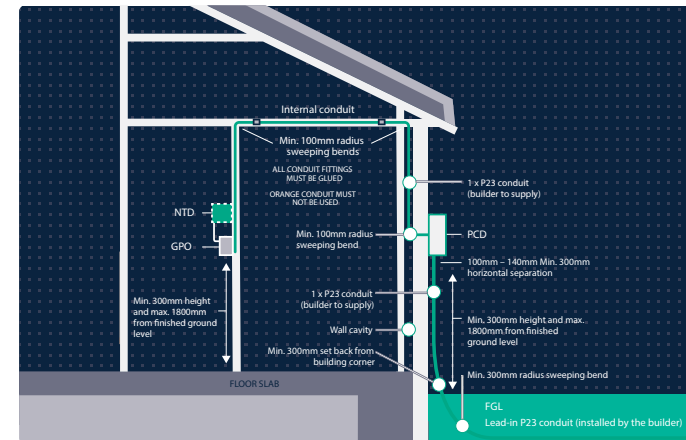 Internal conduit
Min. 100mm radius
sweeping bends
ALL CONDUIT FITTINGS
MUST BE GLUED
ORANGE CONDUIT MUST
NOT BE USED
1 x P23 conduit
(builder to supply)
NTD
GPO
Min. 100mm radius
sweeping bend
PCD
100mm – 140mm Min. 300mm
horizontal separation
Min. 300mm height
and max. 1800mm
from finished ground
level
1 x P23 conduit
(builder to supply)
Wall cavity
Min. 300mm height and max.
1800mm from finished
ground level
Min. 300mm set back from
building corner
Min. 300mm radius sweeping bend
FLOOR SLAB
FGL
Lead-in P23 conduit (installed by the builder)